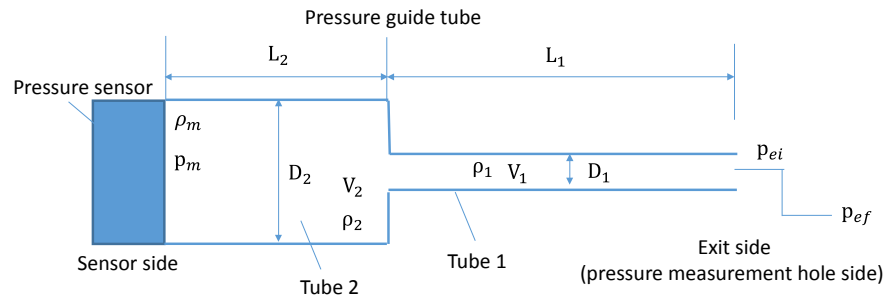 Pressure guide tube
L₂
L₁
Pressure sensor
ρₘ
pₘ
D₂
V₂
ρ₂
ρ₁ V₁ D₁
pₑᵢ
p_ef
Sensor side
Tube 2
Tube 1
Exit side
(pressure measurement hole side)